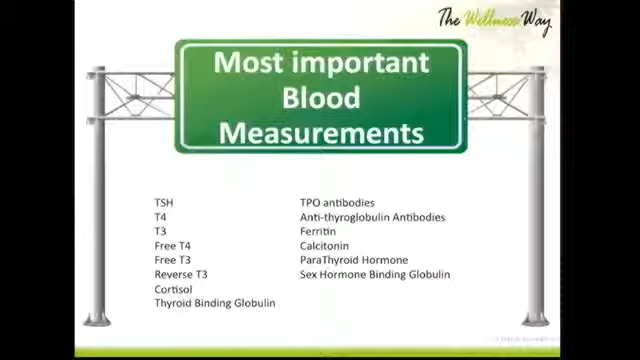 The Wellness Way
Most important
Blood
Measurements
TSH
T4
T3
Free T4
Free T3
Reverse T3
Cortisol
Thyroid Binding Globulin
TPO antibodies
Anti-thyroglobulin Antibodies
Ferritin
Calcitonin
ParaThyroid Hormone
Sex Hormone Binding Globulin